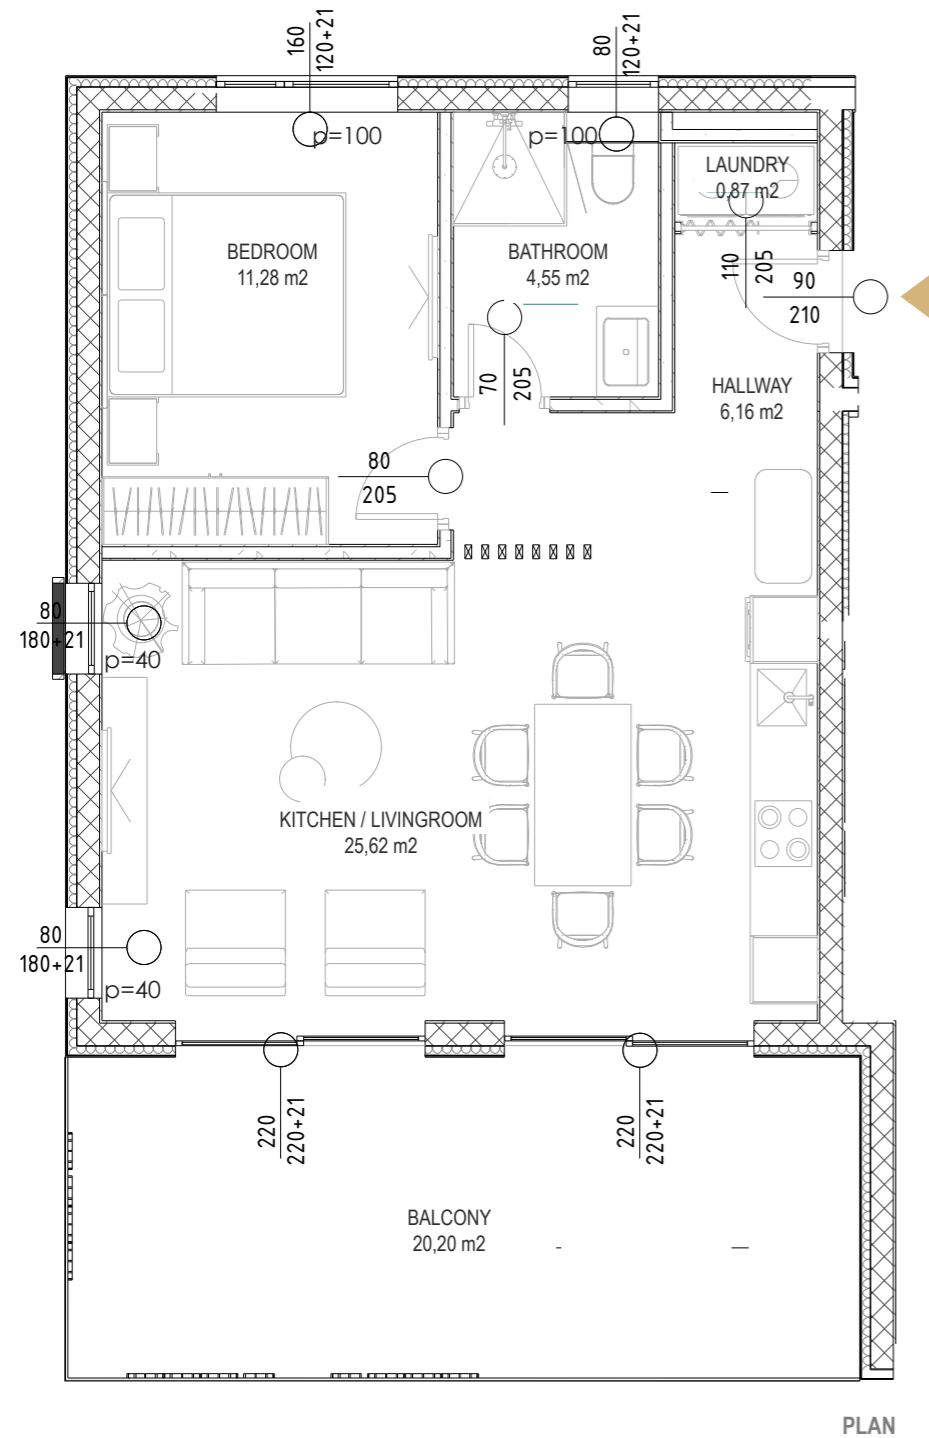 160
120+21
80
120+21
p=100
p=100
LAUNDRY
0,87 m2
BEDROOM
11,28 m2
BATHROOM
4,55 m2
110
205
90
210
70
205
HALLWAY
6,16 m2
80
205
80
180+21
p=40
KITCHEN / LIVINGROOM
25,62 m2
80
180+21
p=40
220
220+21
220
220+21
BALCONY
20,20 m2
PLAN